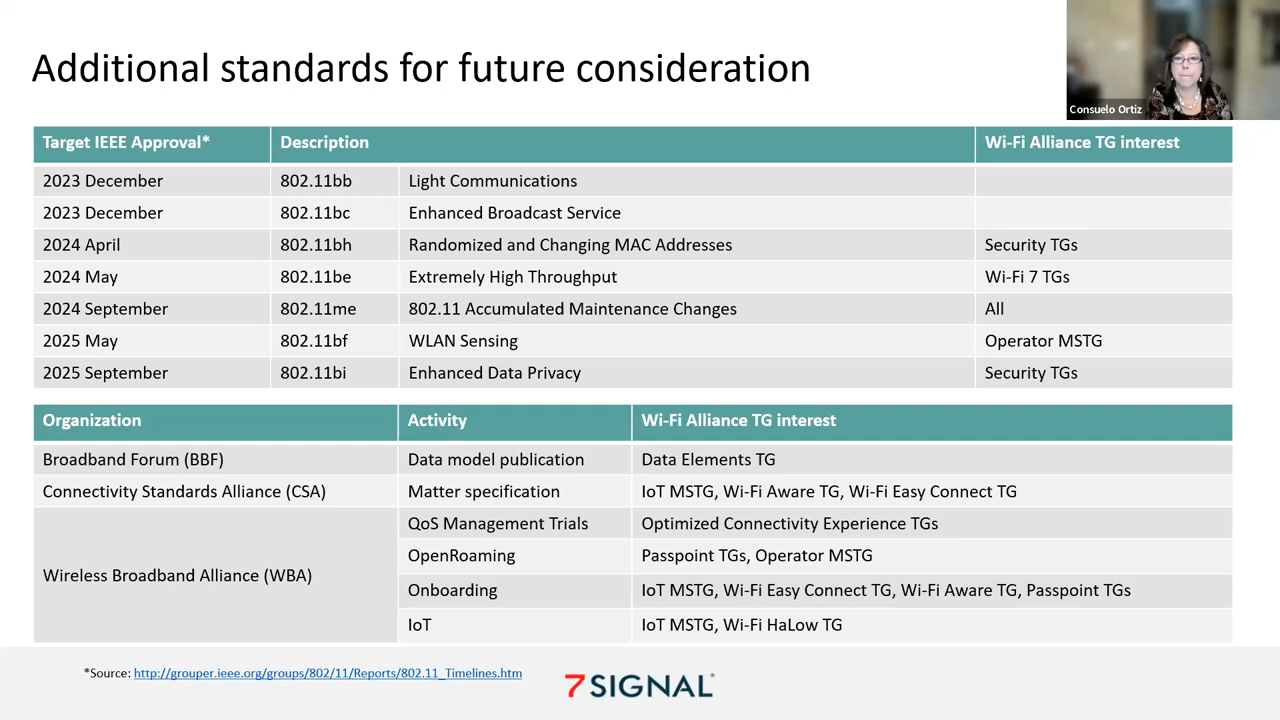 Additional standards for future consideration
Consuelo Ortiz
Target IEEE Approval* Description Wi-Fi Alliance TG interest
2023 December 802.11bb Light Communications
2023 December 802.11bc Enhanced Broadcast Service
2024 April 802.11bh Randomized and Changing MAC Addresses Security TGs
2024 May 802.11be Extremely High Throughput Wi-Fi 7 TGs
2024 September 802.11me 802.11 Accumulated Maintenance Changes All
2025 May 802.11bf WLAN Sensing Operator MSTG
2025 September 802.11bi Enhanced Data Privacy Security TGs
Organization Activity Wi-Fi Alliance TG interest
Broadband Forum (BBF) Data model publication Data Elements TG
Connectivity Standards Alliance (CSA) Matter specification IoT MSTG, Wi-Fi Aware TG, Wi-Fi Easy Connect TG
QoS Management Trials Optimized Connectivity Experience TGs
OpenRoaming Passpoint TGs, Operator MSTG
Wireless Broadband Alliance (WBA)
Onboarding IoT MSTG, Wi-Fi Easy Connect TG, Wi-Fi Aware TG, Passpoint TGs
IoT IoT MSTG, Wi-Fi HaLow TG
*Source: http://grouper.ieee.org/groups/802/11/Reports/802.11_Timelines.htm
7SIGNAL®